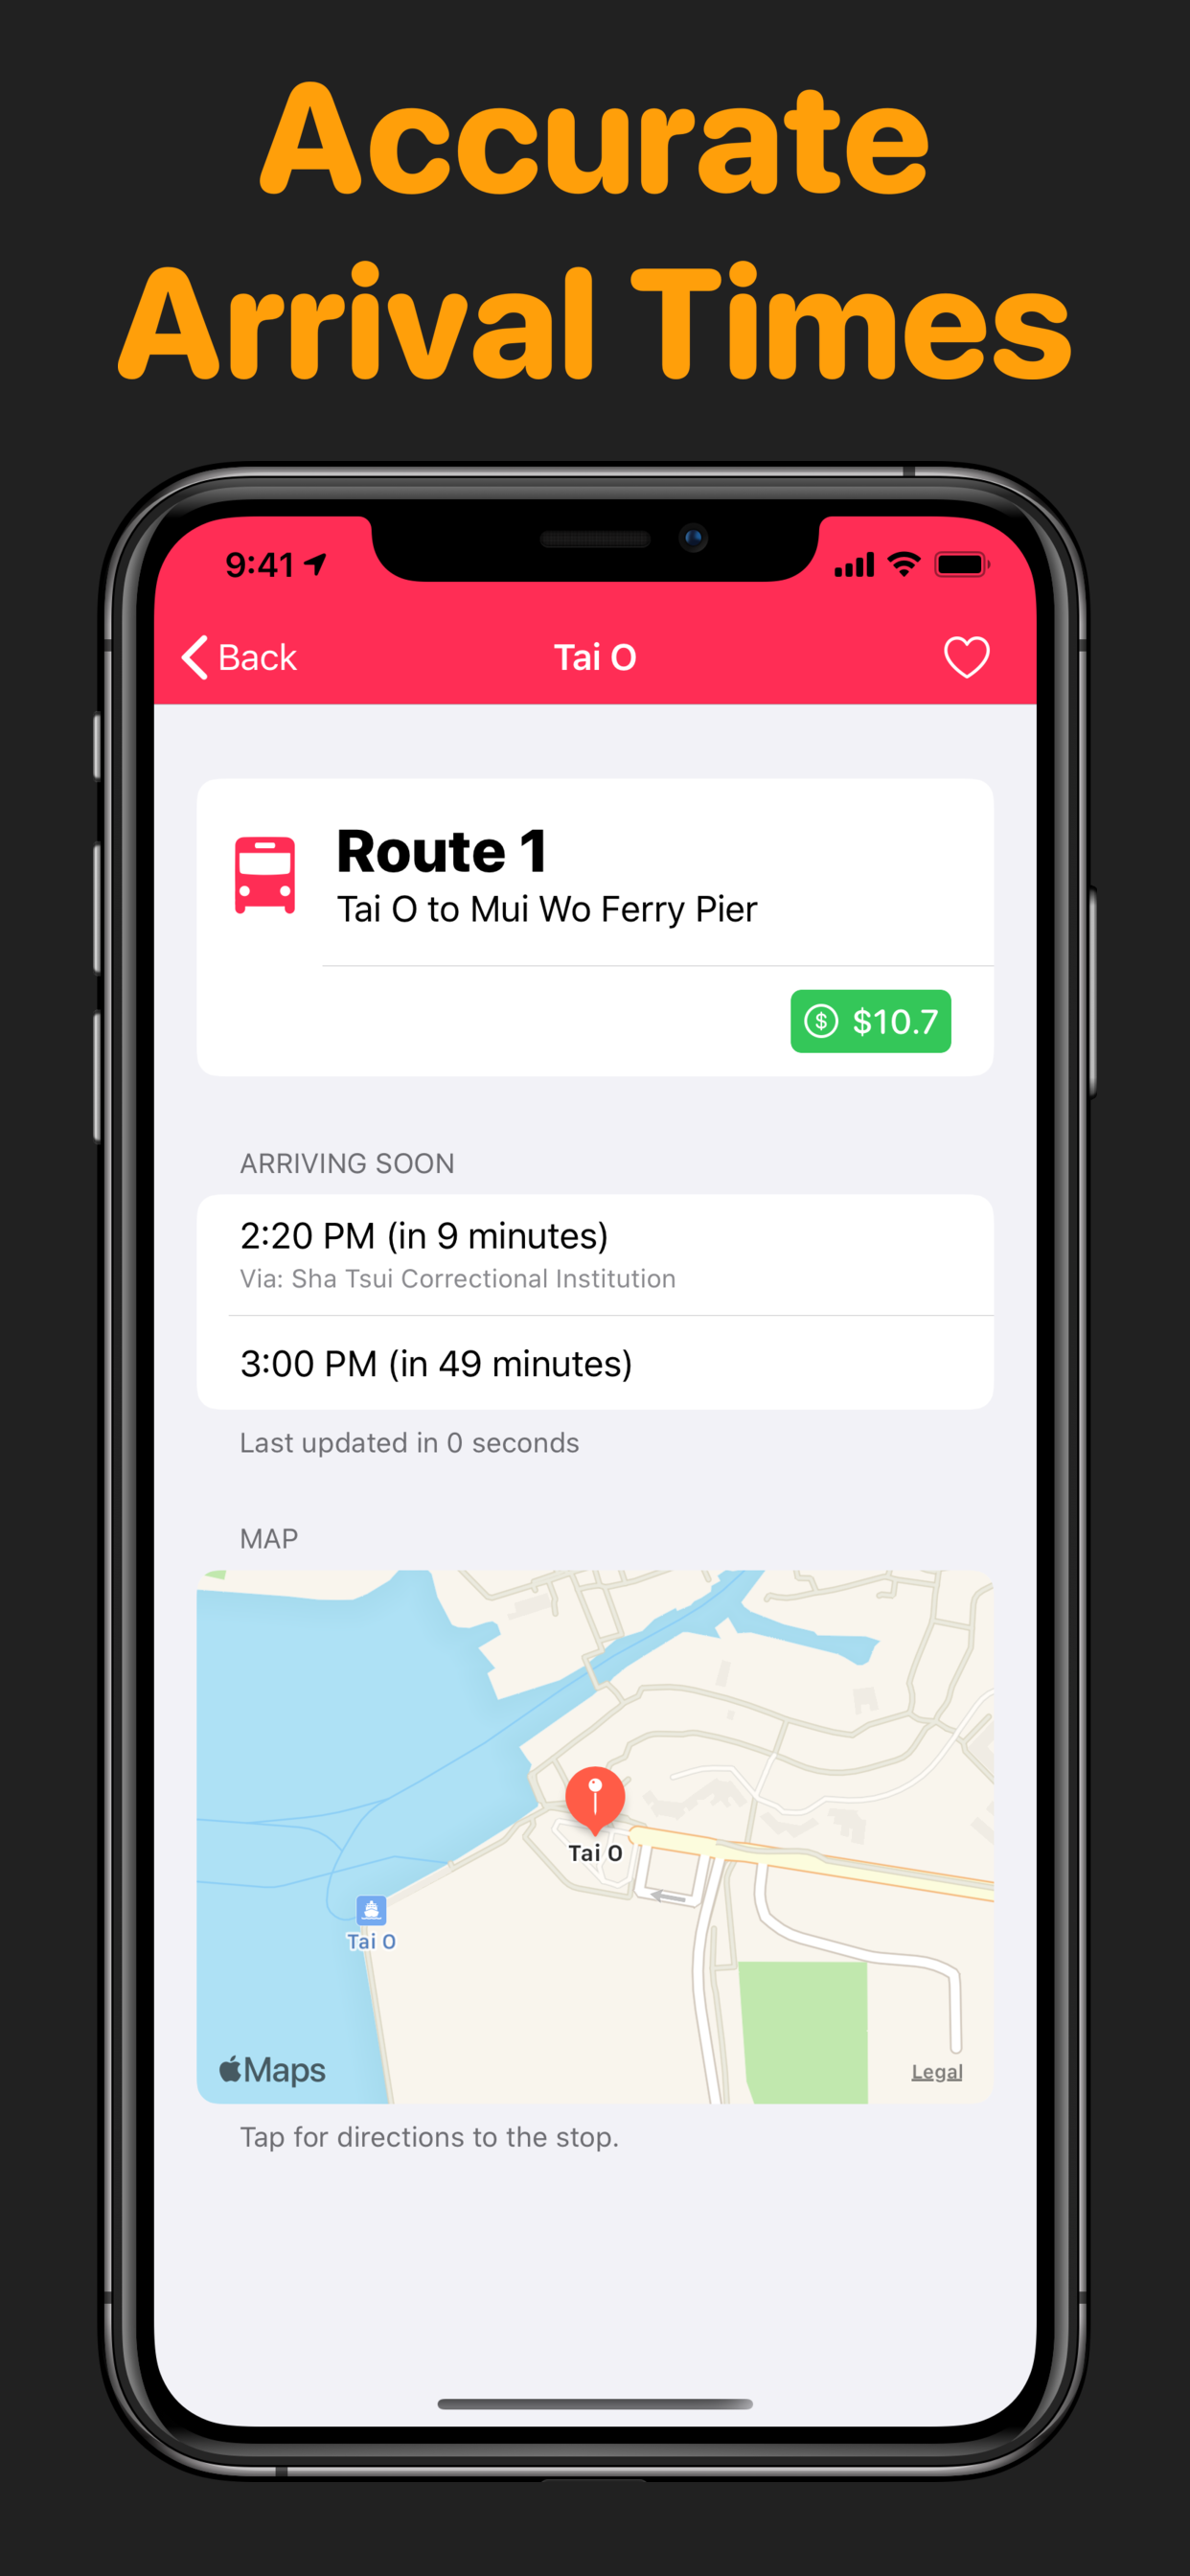 Accurate
Arrival Times
9:41
Back
Tai O
Route 1
Tai O to Mui Wo Ferry Pier
$ $10.7
ARRIVING SOON
2:20 PM (in 9 minutes)
Via: Sha Tsui Correctional Institution
3:00 PM (in 49 minutes)
Last updated in 0 seconds
MAP
Tai O
Tai O
Maps
Legal
Tap for directions to the stop.